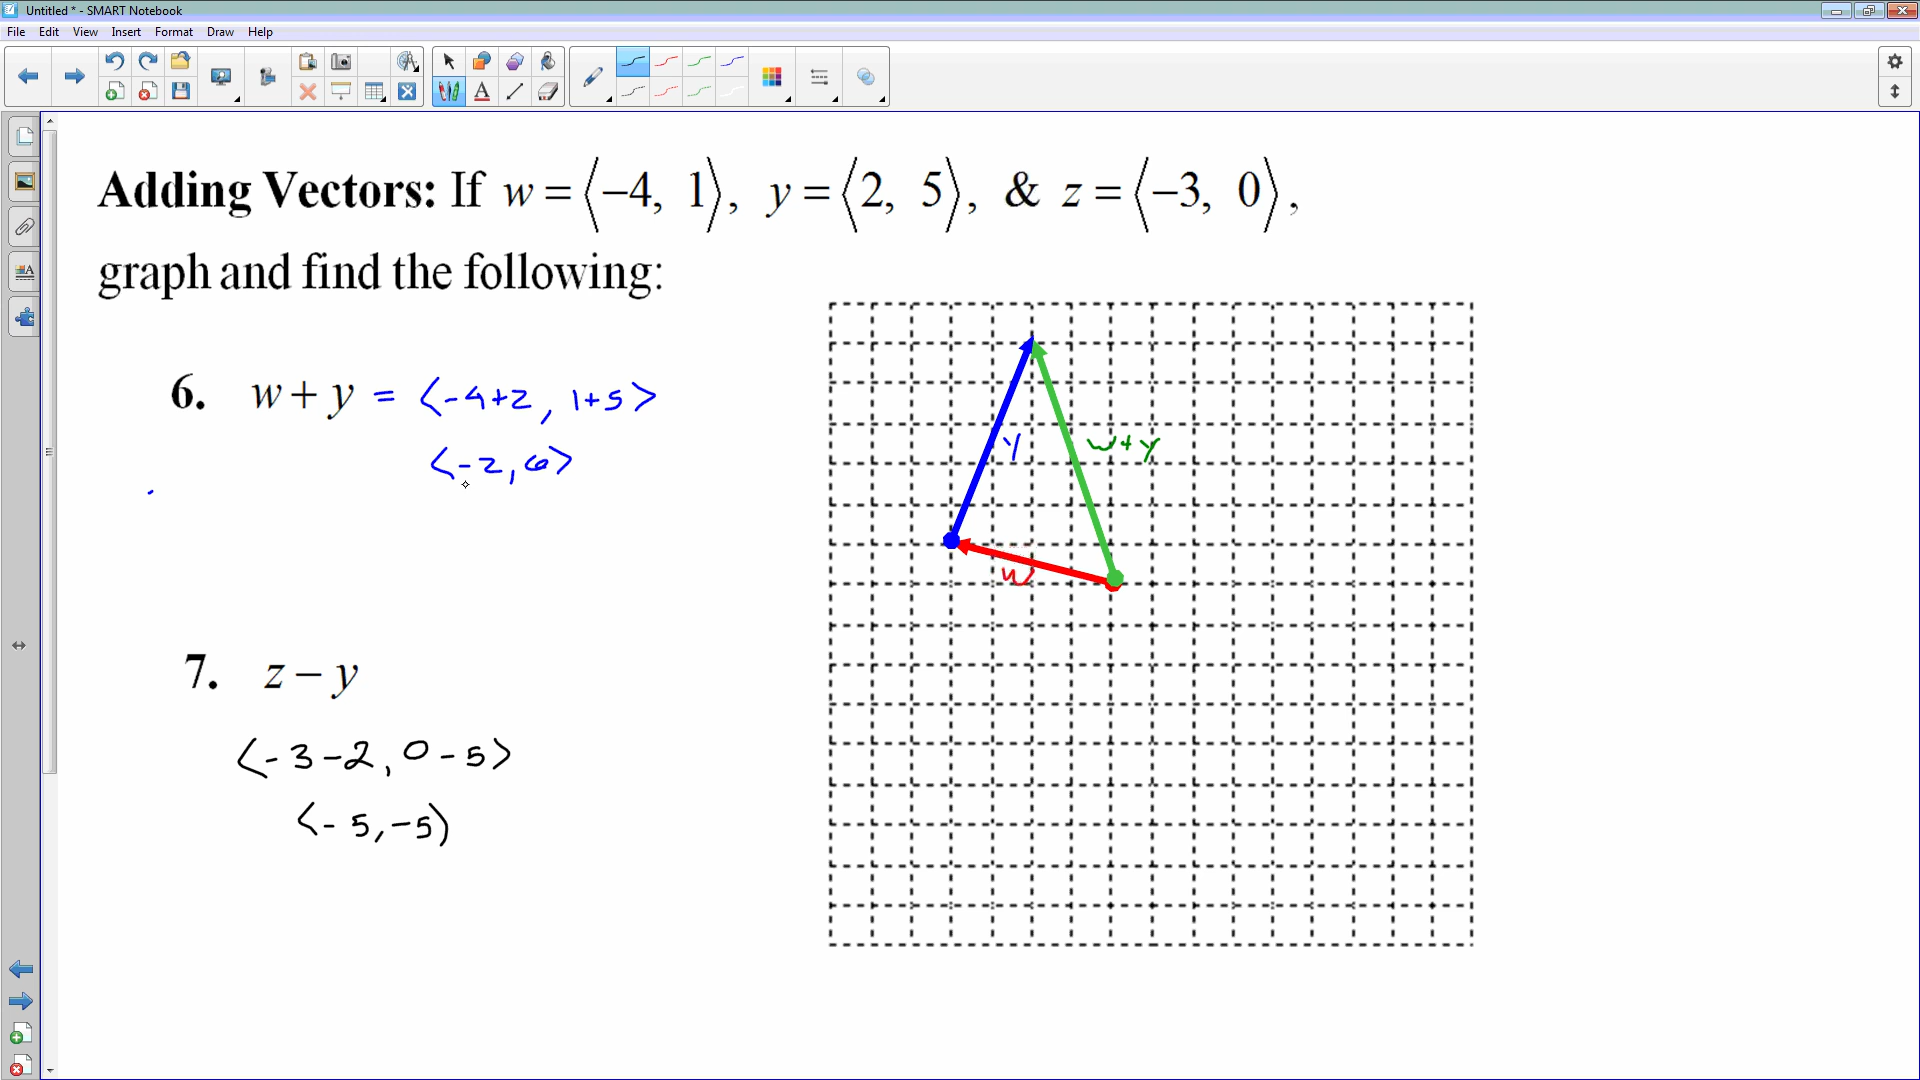 Untitled * - SMART Notebook
File Edit View Insert Format Draw Help
Adding Vectors: If w = ⟨−4, 1⟩, y = ⟨2, 5⟩, & z = ⟨−3, 0⟩,
graph and find the following:
6. w + y = <-4+2, 1+5>
<-2, 6>
y
w+y
w
7. z − y
<-3-2, 0-5>
<-5, -5)